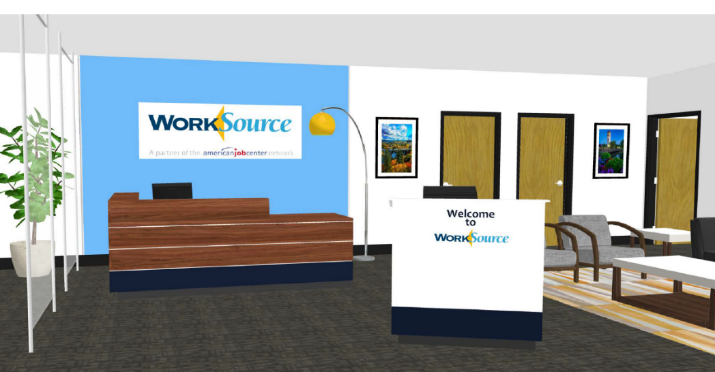 WORKSource
A partner of the americanjobcenter network
Welcome
to
WORKSource